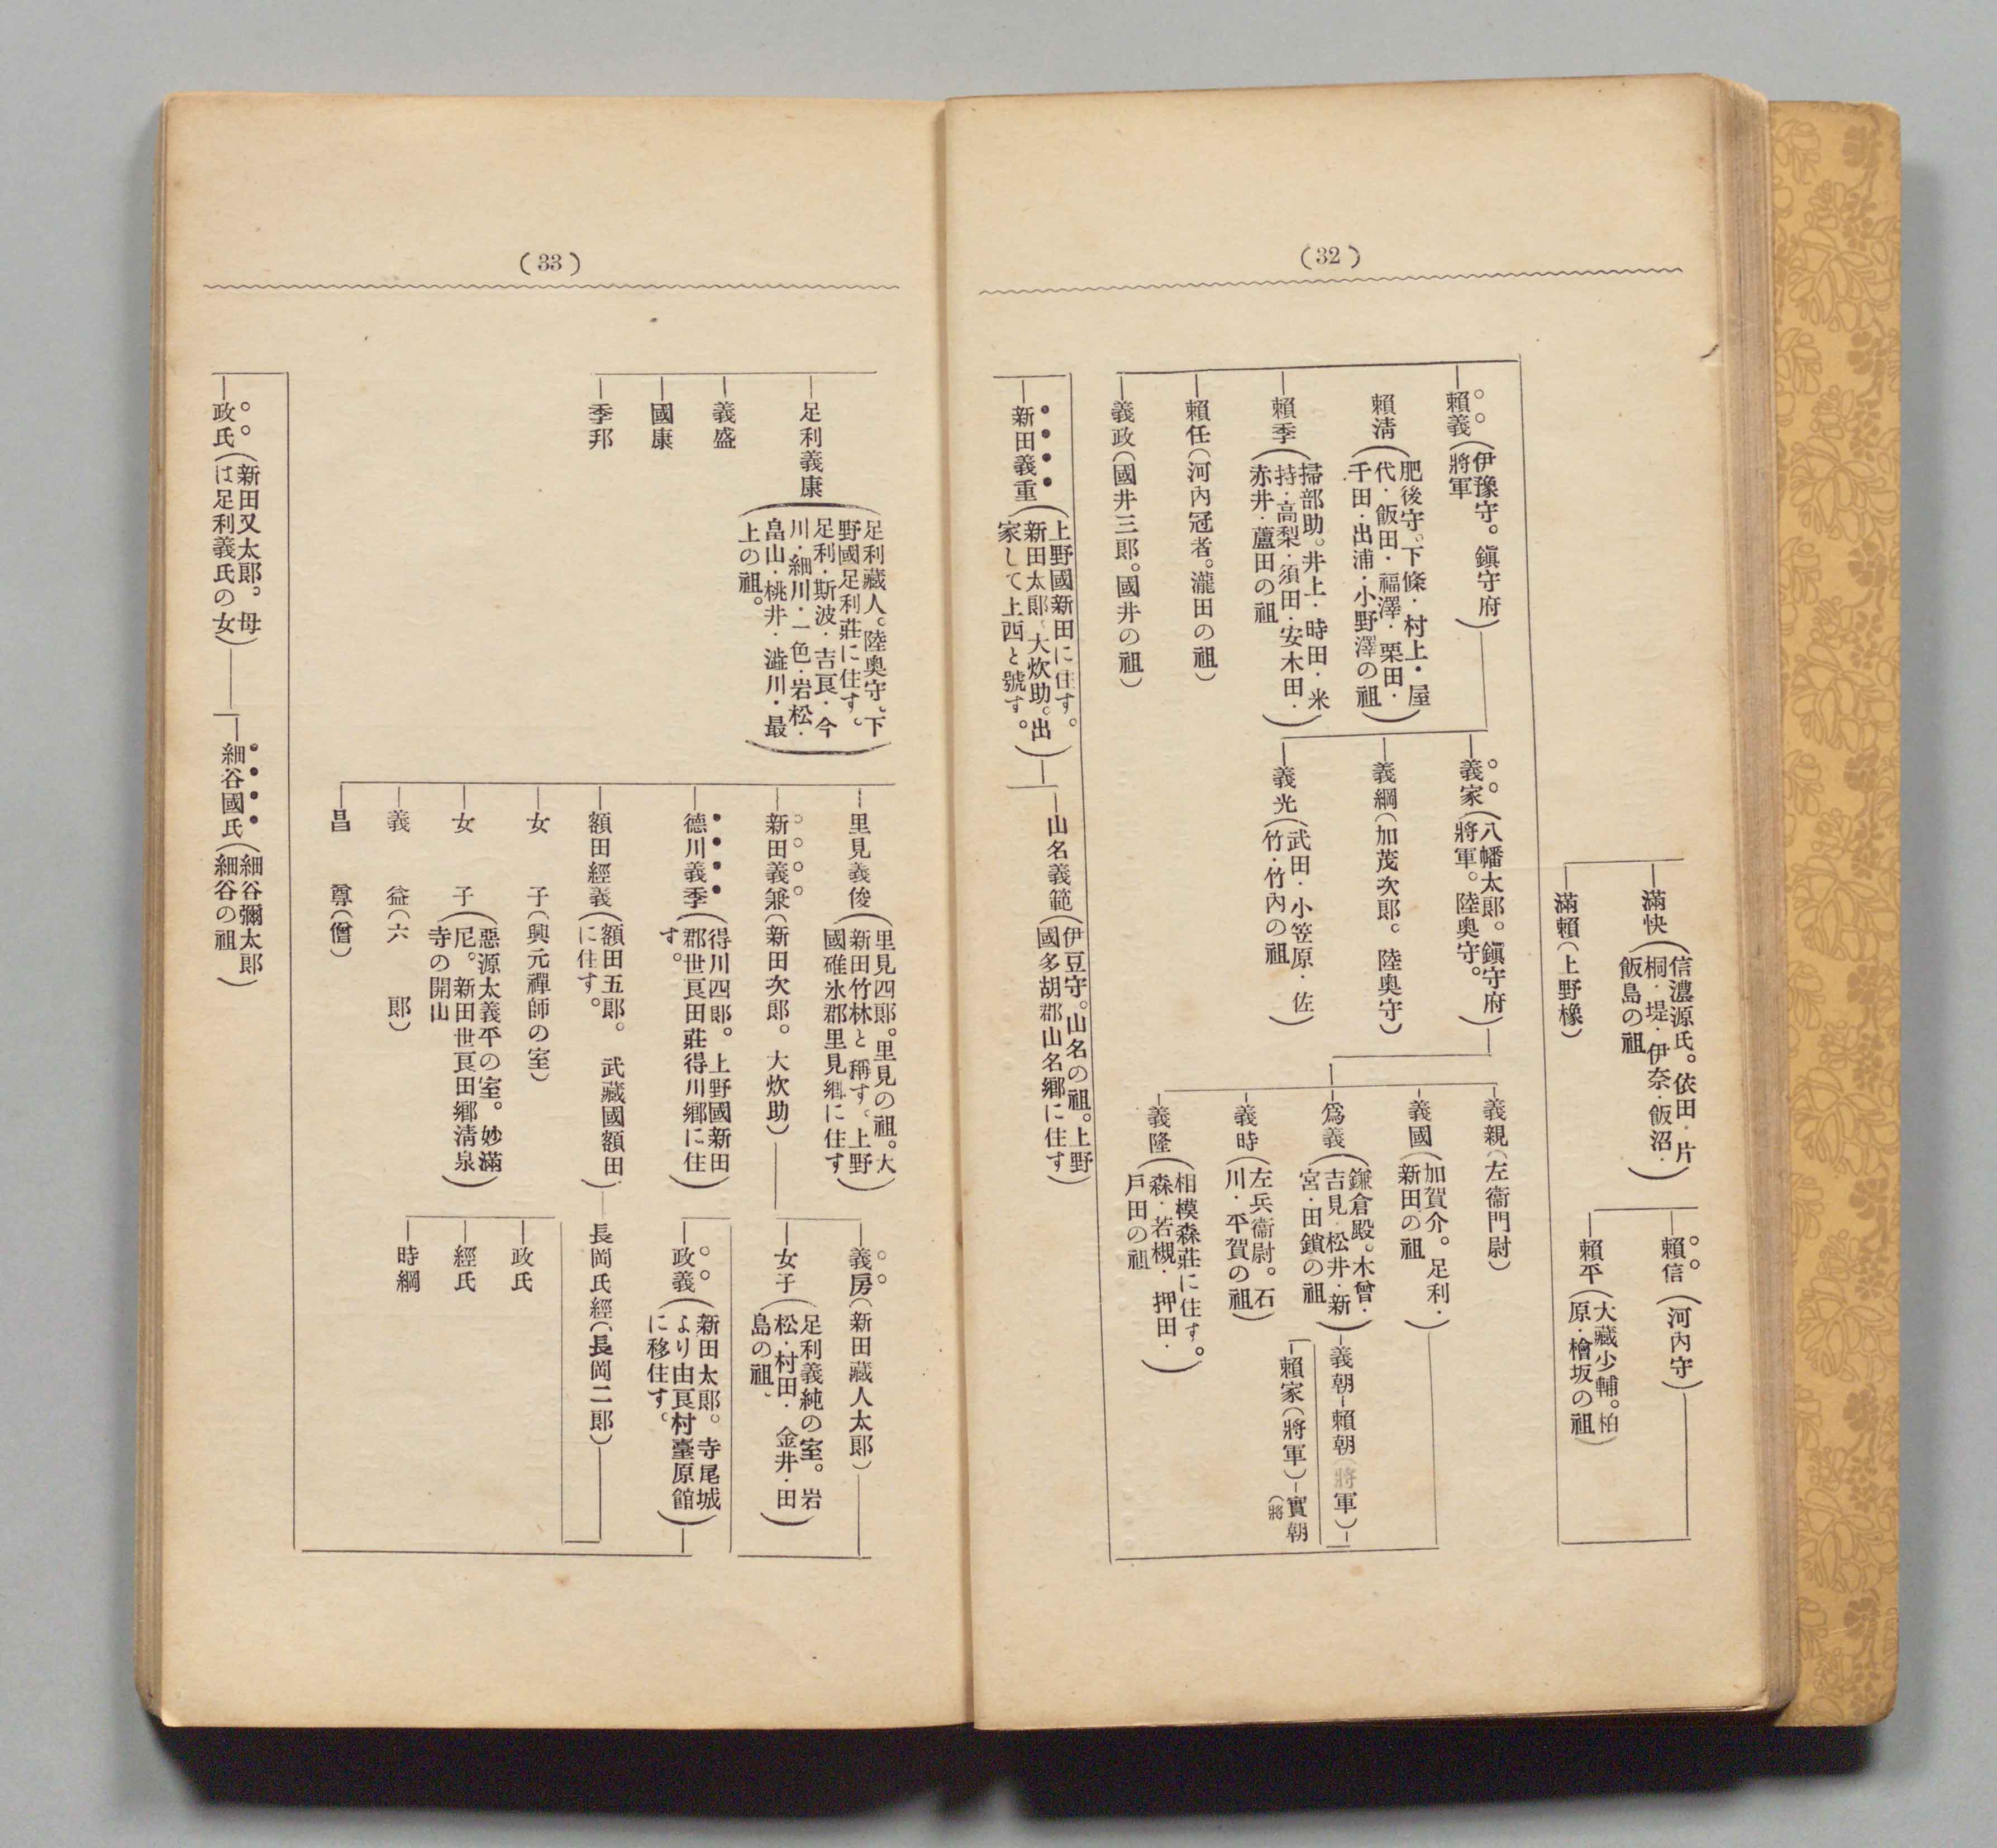 (32)
滿快(信濃源氏。依田・片
桐・堤・伊奈・飯沼・
飯島の祖)
滿賴(上野橡)
賴信(河內守)
賴平(大藏少輔。柏
原・檜坂の祖)
賴義(伊豫守。鎭守府
將軍)
賴淸(肥後守。下條・村上・屋
代・飯田・福澤・栗田・
千田・出浦・小野澤の祖)
賴季(掃部助。井上・時田・米
持・高梨・須田・安木田・
赤井・蘆田の祖)
賴任(河內冠者。瀧田の祖)
義政(國井三郞。國井の祖)
義家(八幡太郞。鎭守府
將軍。陸奧守。)
義綱(加茂次郞。陸奧守)
義光(武田・小笠原・佐
竹・竹內の祖)
義親(左衞門尉)
義國(加賀介。足利・
新田の祖)
爲義(鎌倉殿。木曾・
吉見・松井・新
宮・田鎖の祖)
義朝
賴朝(將軍)
賴家(將軍)
實朝
(將
義時(左兵衞尉。石
川・平賀の祖)
義隆(相模森莊に住す。
森・若槻・押田・
戶田の祖)
新田義重(上野國新田に住す。
新田太郞、大炊助。出
家して上西と號す。)
山名義範(伊豆守。山名の祖。上野
國多胡郡山名鄕に住す)
(33)
足利義康(足利藏人。陸奧守、下
野國足利莊に住す。
足利・斯波・吉良・今
川・細川・一色・岩松・
畠山・桃井・澁川・最
上の祖。)
義盛
國康
季邦
里見義俊(里見四郞。里見の祖。大
新田竹林と稱す、上野
國碓氷郡里見鄕に住す)
新田義兼(新田次郞。大炊助)
德川義季(得川四郞。上野國新田
郡世良田莊得川鄕に住
す。)
額田經義(額田五郞。武藏國額田
に住す。)
女子(興元禪師の室)
女子(惡源太義平の室。妙滿
尼。新田世良田鄕淸泉
寺の開山)
義益(六郞)
昌尊(僧)
義房(新田藏人太郞)
女子(足利義純の室。岩
松・村田・金井・田
島の祖、)
政義(新田太郞。寺尾城
より由良村臺原館
に移住す。)
長岡氏經(長岡二郞)
政氏
經氏
時綱
政氏(新田又太郞。母
は足利義氏の女)
細谷國氏(細谷彌太郞
細谷の祖)